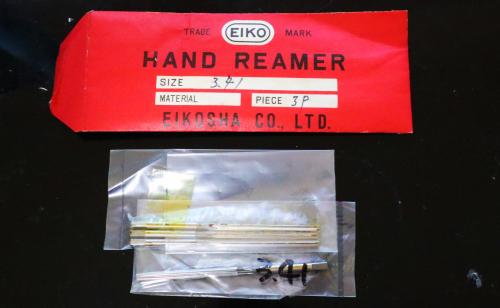 TRADE EIKO MARK
HAND REAMER
SIZE 3.41
MATERIAL PIECE 3P
EIKOSHA CO., LTD.
3.41